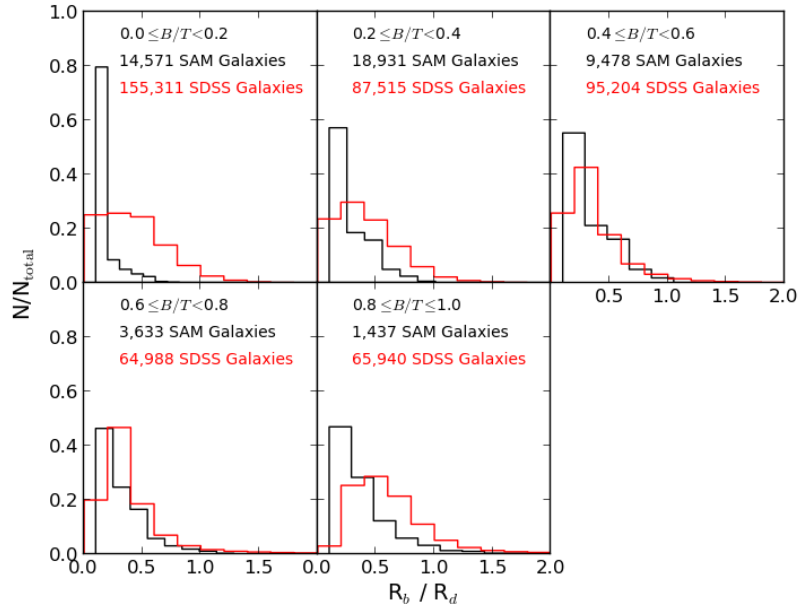 0.0 ≤B/T<0.2
14,571 SAM Galaxies
155,311 SDSS Galaxies
0.2 ≤B/T<0.4
18,931 SAM Galaxies
87,515 SDSS Galaxies
0.4 ≤B/T<0.6
9,478 SAM Galaxies
95,204 SDSS Galaxies
1.0
0.8
0.6
0.4
0.2
0.0
0.5
1.0
1.5
2.0
N/N_total
0.6 ≤B/T<0.8
3,633 SAM Galaxies
64,988 SDSS Galaxies
0.8 ≤B/T≤1.0
1,437 SAM Galaxies
65,940 SDSS Galaxies
0.8
0.6
0.4
0.2
0.0
0.0
0.5
1.0
1.5
0.0
0.5
1.0
1.5
2.0
R_b / R_d